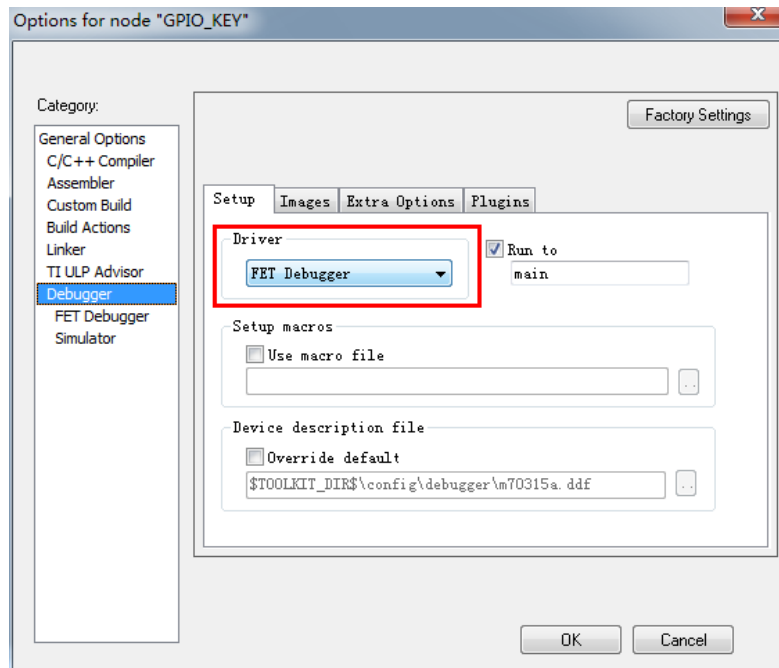 Options for node "GPIO_KEY"
Category:
General Options
C/C++ Compiler
Assembler
Custom Build
Build Actions
Linker
TI ULP Advisor
Debugger
FET Debugger
Simulator
Factory Settings
Setup Images Extra Options Plugins
Driver
FET Debugger
Run to
main
Setup macros
Use macro file
..
Device description file
Override default
$TOOLKIT_DIR$\config\debugger\m70315a.ddf
..
OK Cancel